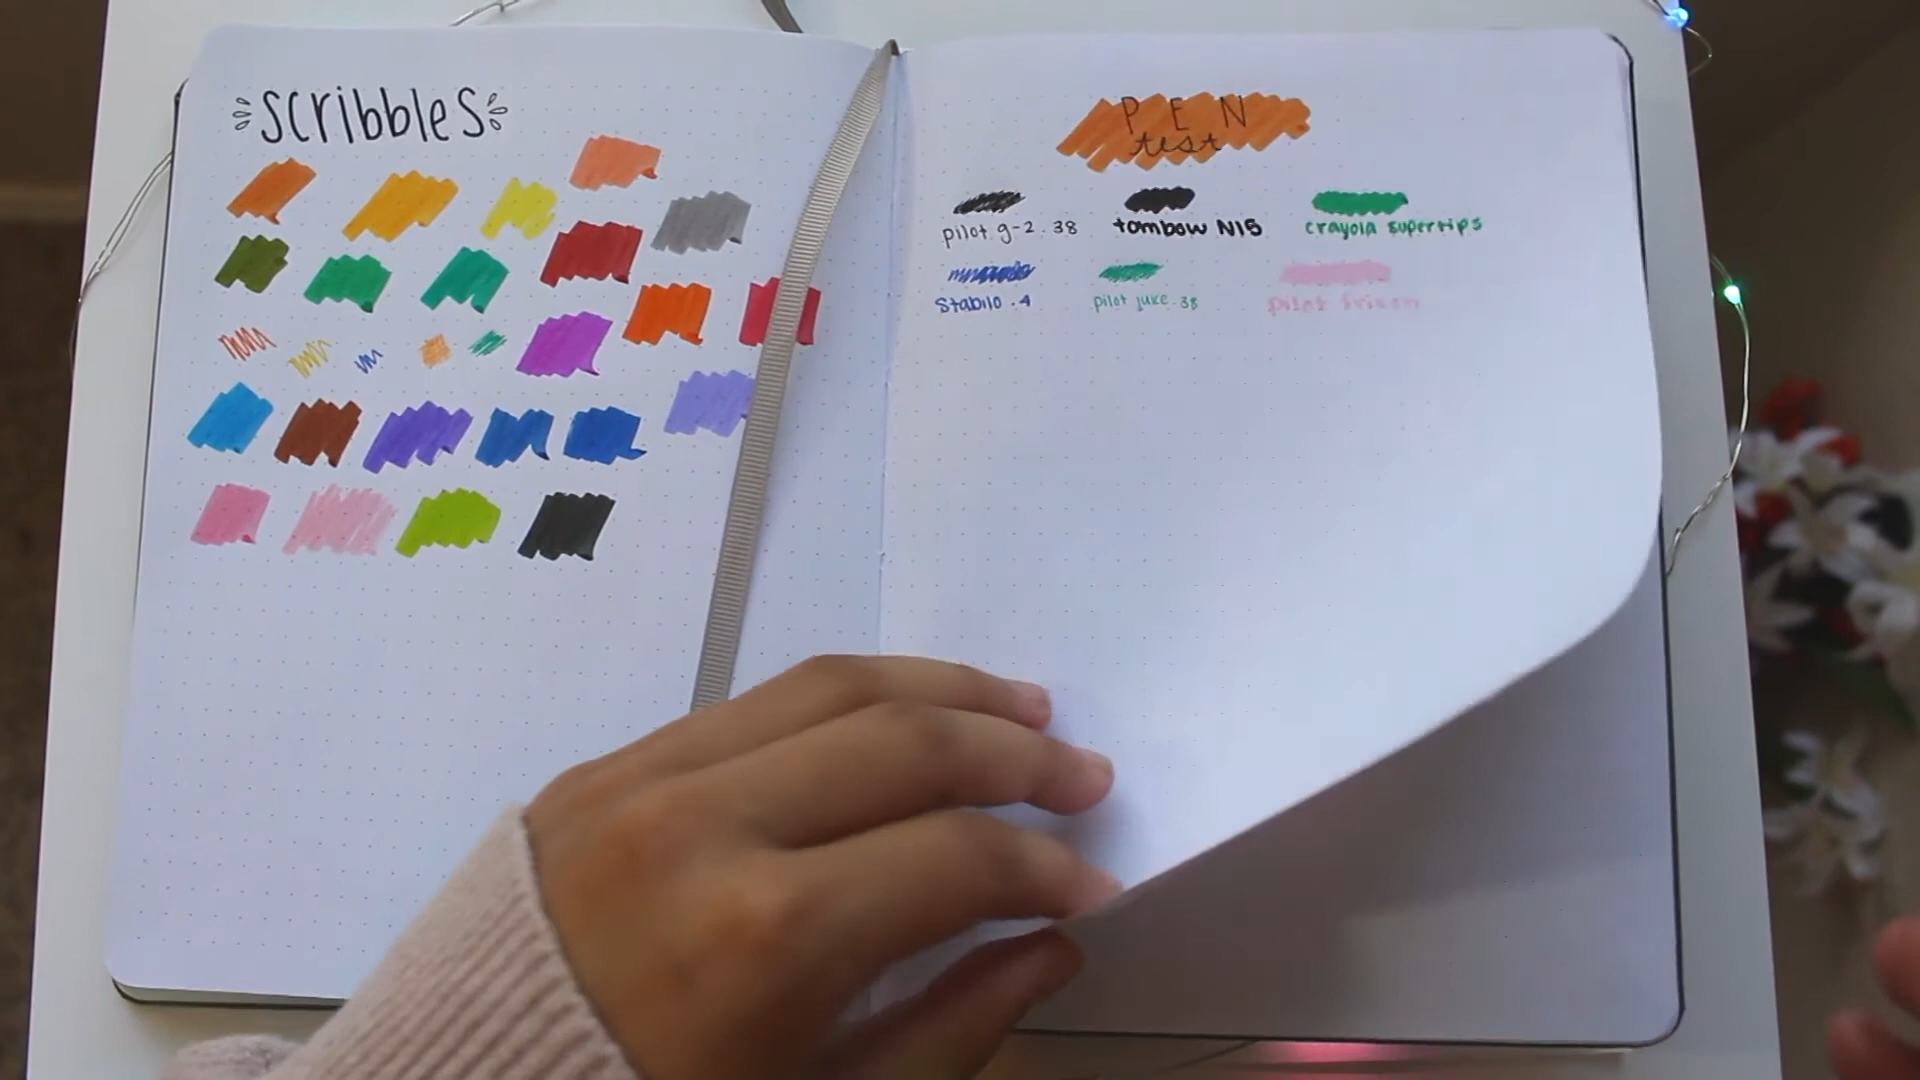 scribbles
PEN
test
pilot g-2 .38
tombow N15
crayola supertips
Stabilo .4
pilot juice .38
pilot frixion